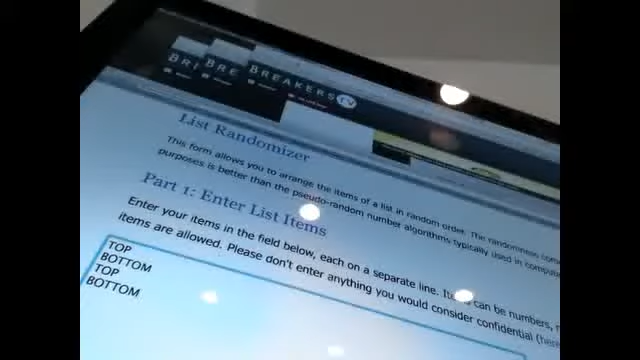 BREAKERS TV
List Randomizer
This form allows you to arrange the items of a list in random order. The randomness
purposes is better than the pseudo-random number algorithms typically used in
Part 1: Enter List Items
Enter your items in the field below, each on a separate line. Items can be numbers,
items are allowed. Please don't enter anything you would consider confidential (here
TOP
BOTTOM
TOP
BOTTOM